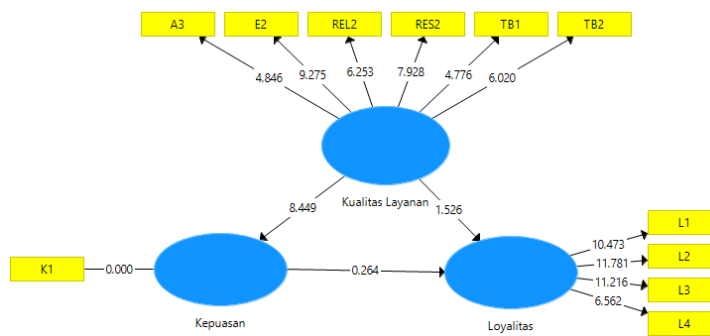 A3 E2 REL2 RES2 TB1 TB2
4.846 9.275 6.253 7.928 4.776 6.020
Kualitas Layanan
8.449 1.526
L1
10.473
L2
11.781
K1 0.000 0.264
11.216
L3
6.562
Kepuasan Loyalitas
L4